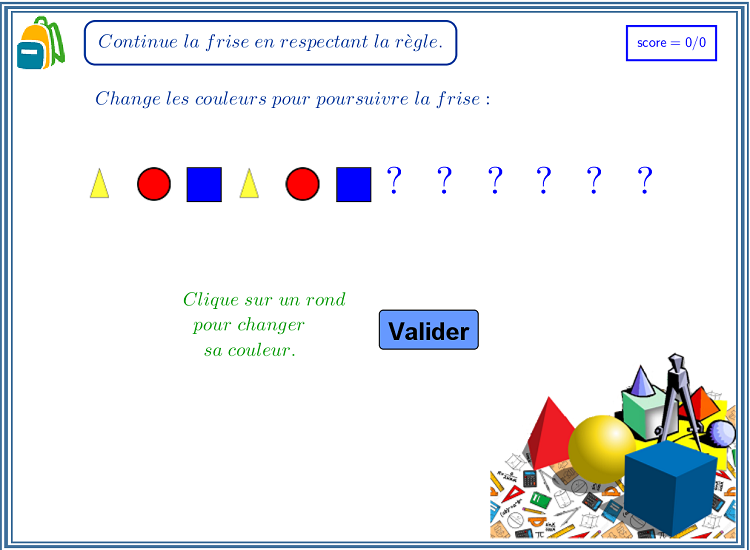 Continue la frise en respectant la règle.
score = 0/0
Change les couleurs pour poursuivre la frise :
? ? ? ? ? ?
Clique sur un rond
pour changer
sa couleur.
Valider